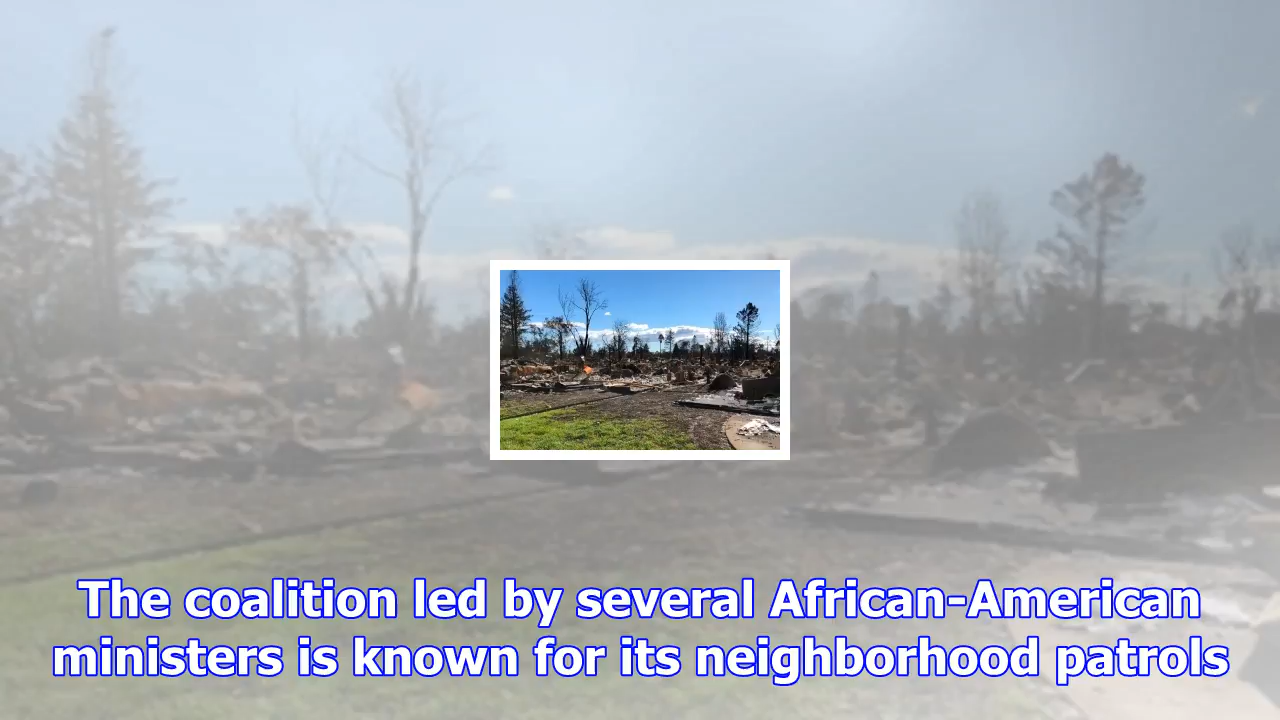 The coalition led by several African-American
ministers is known for its neighborhood patrols